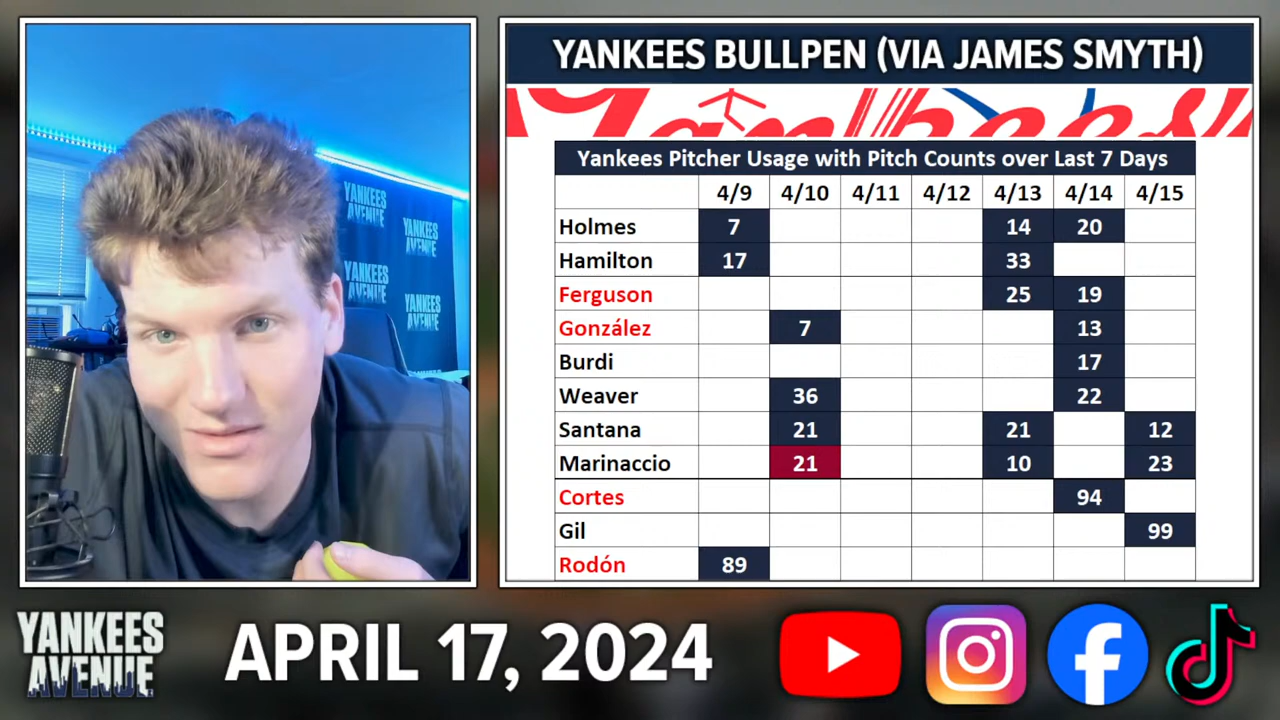 YANKEES BULLPEN (VIA JAMES SMYTH)
Yankees
Yankees Pitcher Usage with Pitch Counts over Last 7 Days
4/9 4/10 4/11 4/12 4/13 4/14 4/15
Holmes 7 14 20
Hamilton 17 33
Ferguson 25 19
González 7 13
Burdi 17
Weaver 36 22
Santana 21 21 12
Marinaccio 21 10 23
Cortes 94
Gil 99
Rodón 89
YANKEES AVENUE
YANKEES AVENUE
YANKEES AVENUE
YANKEES AVENUE
YANKEES
AVENUE
APRIL 17, 2024